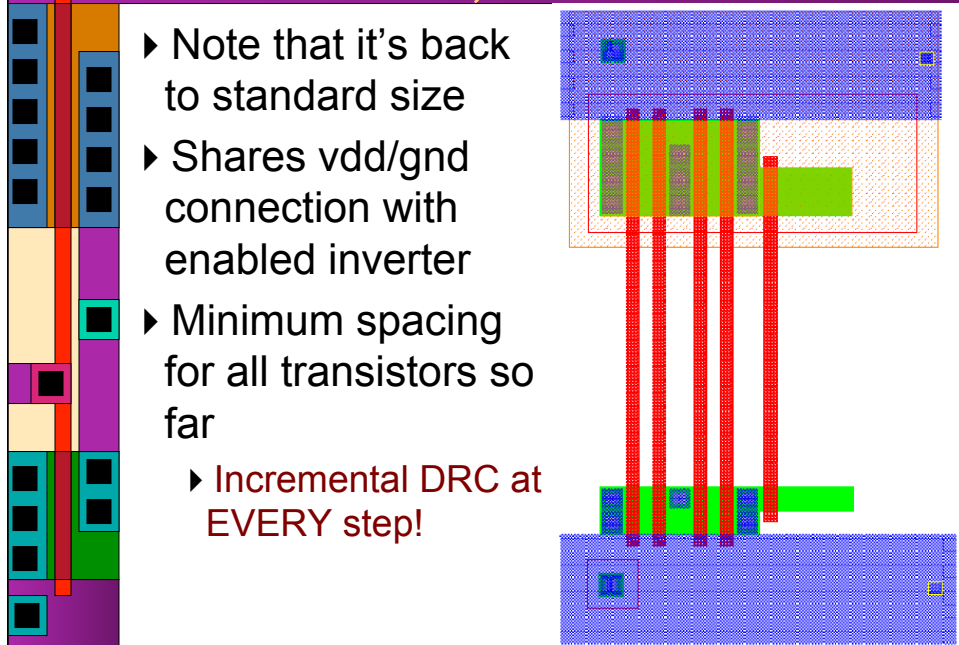 Note that it’s back
to standard size
Shares vdd/gnd
connection with
enabled inverter
Minimum spacing
for all transistors so
far
Incremental DRC at
EVERY step!